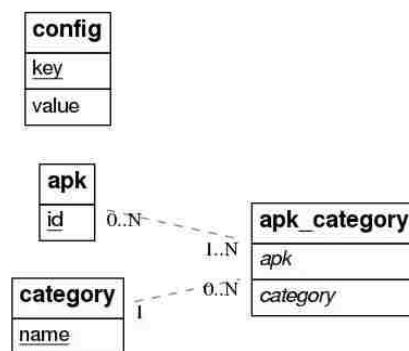 config
key
value
apk
id
0..N
apk_category
1..N
apk
category
0..N
category
1
name